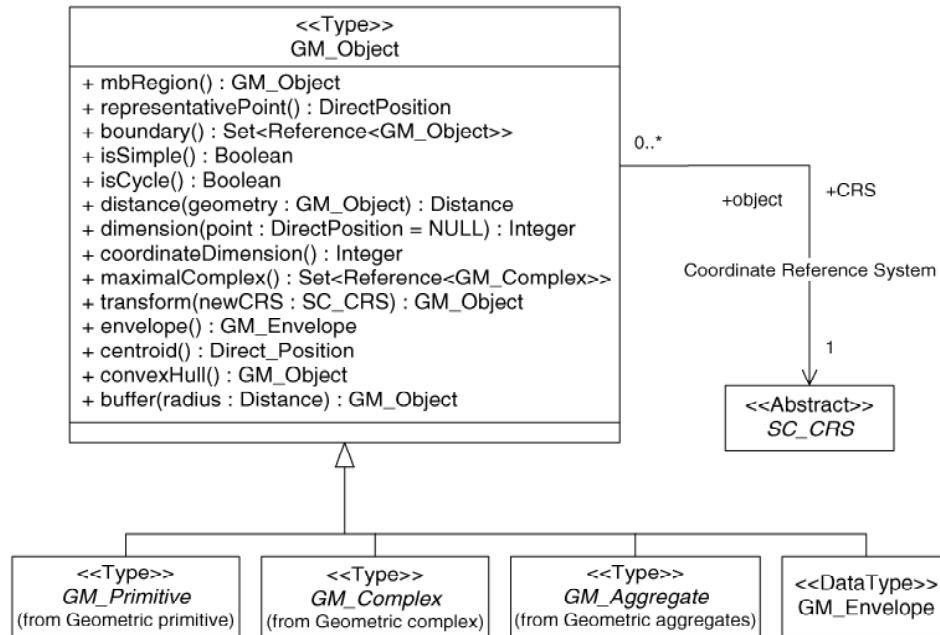 <<Type>>
GM_Object
+ mbRegion() : GM_Object
+ representativePoint() : DirectPosition
+ boundary() : Set<Reference<GM_Object>>
+ isSimple() : Boolean
+ isCycle() : Boolean
+ distance(geometry : GM_Object) : Distance
+ dimension(point : DirectPosition = NULL) : Integer
+ coordinateDimension() : Integer
+ maximalComplex() : Set<Reference<GM_Complex>>
+ transform(newCRS : SC_CRS) : GM_Object
+ envelope() : GM_Envelope
+ centroid() : Direct_Position
+ convexHull() : GM_Object
+ buffer(radius : Distance) : GM_Object
0..*
+object
+CRS
Coordinate Reference System
1
<<Abstract>>
SC_CRS
<<Type>>
GM_Primitive
(from Geometric primitive)
<<Type>>
GM_Complex
(from Geometric complex)
<<Type>>
GM_Aggregate
(from Geometric aggregates)
<<DataType>>
GM_Envelope